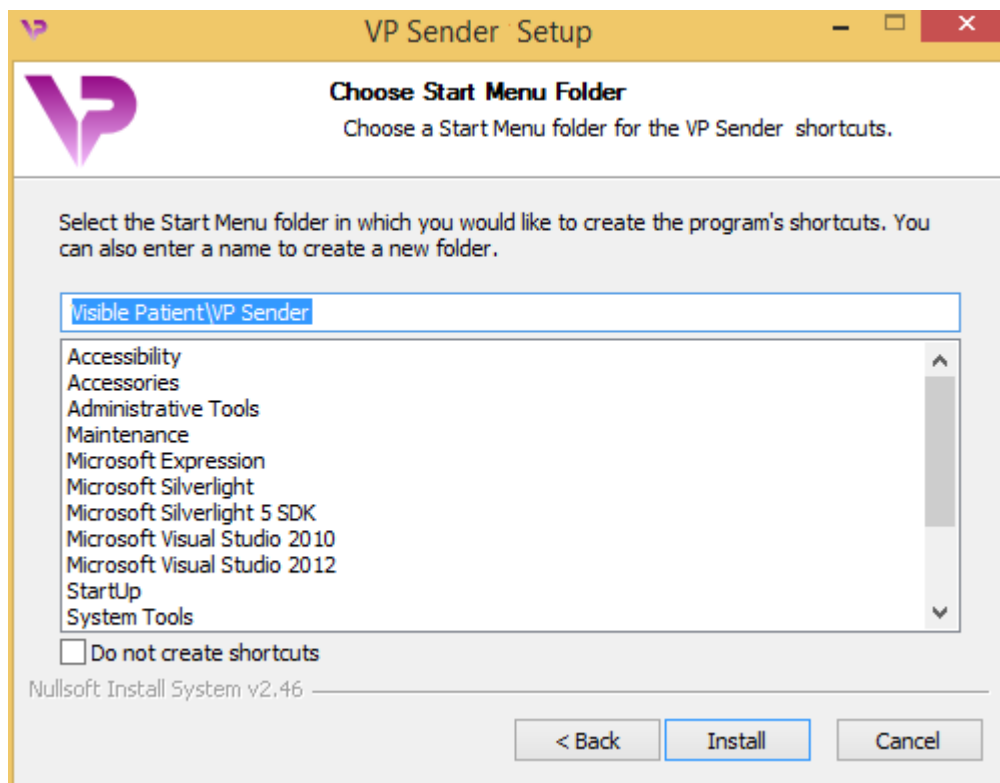 VP Sender Setup
Choose Start Menu Folder
Choose a Start Menu folder for the VP Sender shortcuts.
Select the Start Menu folder in which you would like to create the program's shortcuts. You
can also enter a name to create a new folder.
Visible Patient\VP Sender
Accessibility
Accessories
Administrative Tools
Maintenance
Microsoft Expression
Microsoft Silverlight
Microsoft Silverlight 5 SDK
Microsoft Visual Studio 2010
Microsoft Visual Studio 2012
StartUp
System Tools
Do not create shortcuts
Nullsoft Install System v2.46
< Back Install Cancel